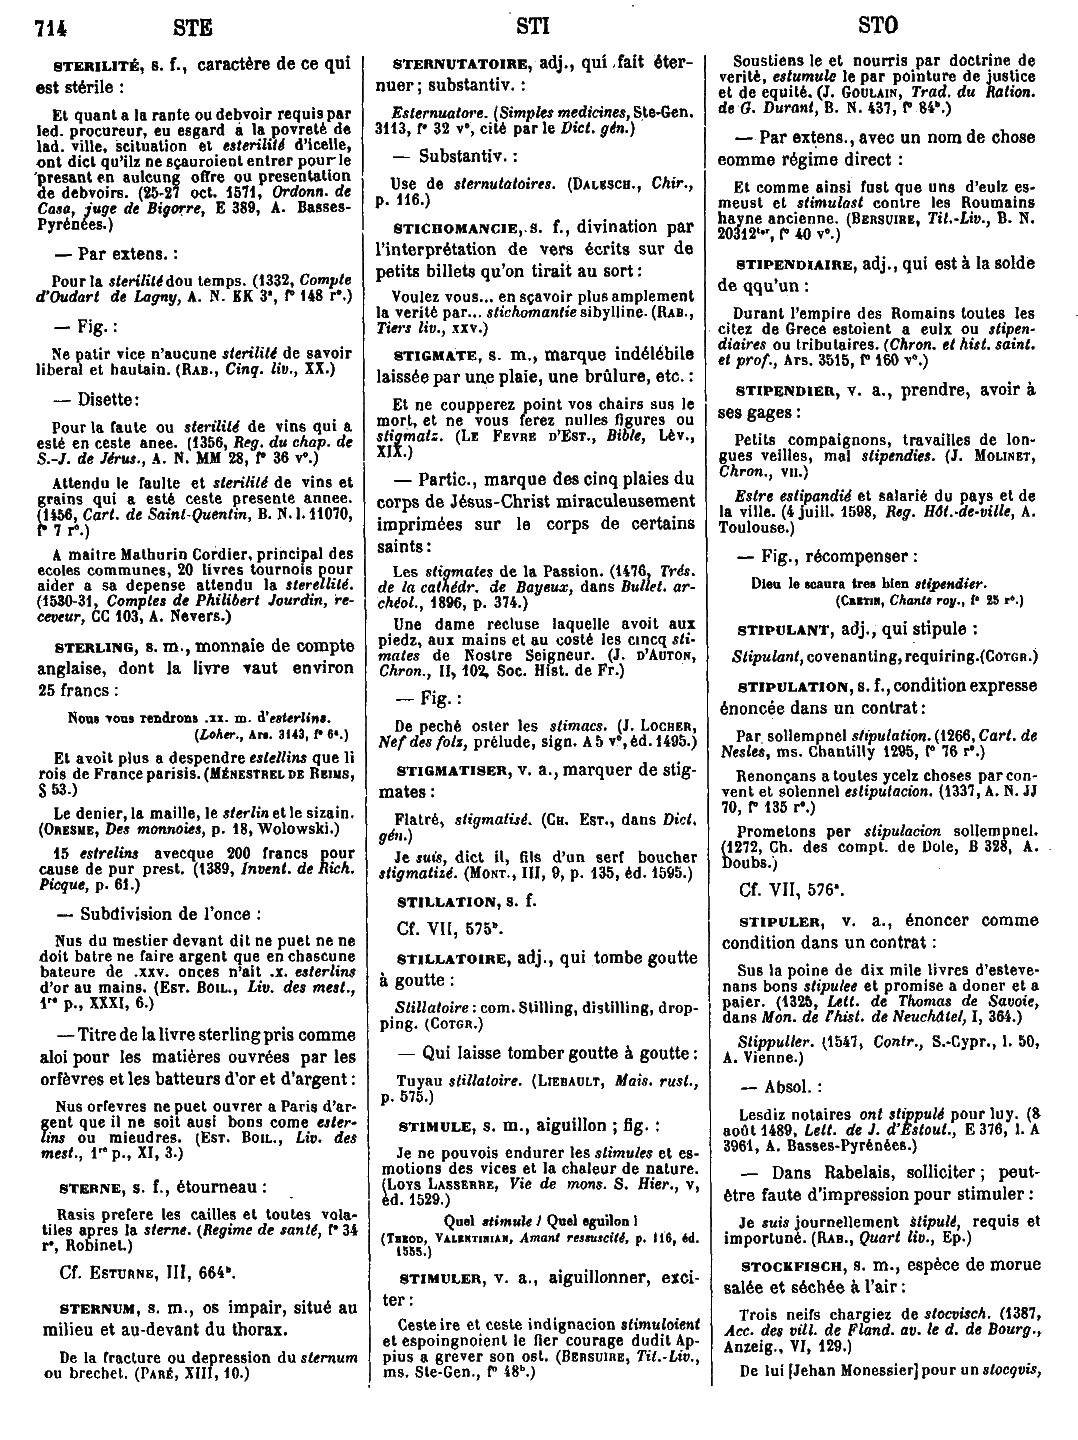 714 STE STI STO
STERILITÉ, s. f., caractère de ce qui
est stérile :
Et quant a la rante ou debvoir requis par
led. procureur, eu esgard a la povreté de
lad. ville, scituation et esterilité d'icelle,
ont dict qu'ilz ne sçauroient entrer pour le
presant en aulcung offre ou presentation
de debvoirs. (25-27 oct. 1571, Ordonn. de
Casa, juge de Bigorre, E 389, A. Basses-
Pyrénées.)
— Par extens. :
Pour la sterilité dou temps. (1332, Compte
d'Oudart de Lagny, A. N. KK 3ª, fº 148 rº.)
— Fig. :
Ne patir vice n'aucune sterilité de savoir
liberal et hautain. (RAB., Cinq. liv., XX.)
— Disette :
Pour la faute ou sterilité de vins qui a
esté en ceste anee. (1356, Reg. du chap. de
S.-J. de Jérus., A. N. MM 28, fº 36 vº.)
Attendu le faulte et sterilité de vins et
grains qui a esté ceste presente annee.
(1456, Cart. de Saint-Quentin, B. N. l. 11070,
fº 7 rº.)
A maitre Mathurin Cordier, principal des
ecoles communes, 20 livres tournois pour
aider a sa depense attendu la sterellité.
(1530-31, Comptes de Philibert Jourdin, re-
ceveur, CC 103, A. Nevers.)
STERLING, s. m., monnaie de compte
anglaise, dont la livre vaut environ
25 francs :
Nous vous rendrons .xx. m. d'esterlins.
(Loher., Ars. 3143, fº 6ª.)
Et avoit plus a despendre estellins que li
rois de France parisis. (MÉNESTREL DE REIMS,
§ 53.)
Le denier, la maille, le sterlin et le sizain.
(ORESME, Des monnoies, p. 18, Wolowski.)
15 estrelins avecque 200 francs pour
cause de pur prest. (1389, Invent. de Rich.
Picque, p. 61.)
— Subdivision de l'once :
Nus du mestier devant dit ne puet ne ne
doit batre ne faire argent que en chascune
bateure de .xxv. onces n'ait .x. esterlins
d'or au mains. (EST. BOIL., Liv. des mest.,
1re p., XXXI, 6.)
— Titre de la livre sterling pris comme
aloi pour les matières ouvrées par les
orfèvres et les batteurs d'or et d'argent :
Nus orfevres ne puet ouvrer a Paris d'ar-
gent que il ne soit ausi bons come ester-
lins ou mieudres. (EST. BOIL., Liv. des
mest., 1re p., XI, 3.)
STERNE, s. f., étourneau :
Rasis prefere les cailles et toutes vola-
tiles apres la sterne. (Regime de santé, fº 34
rº, Robinet.)
Cf. ESTURNE, III, 664ᵇ.
STERNUM, s. m., os impair, situé au
milieu et au-devant du thorax.
De la fracture ou depression du sternum
ou brechet. (PARÉ, XIII, 10.)
STERNUTATOIRE, adj., qui fait éter-
nuer ; substantiv. :
Esternuatore. (Simples medicines, Ste-Gen.
3113, fº 32 vº, cité par le Dict. gén.)
— Substantiv. :
Use de sternutatoires. (DALESCH., Chir.,
p. 116.)
STICHOMANCIE, s. f., divination par
l'interprétation de vers écrits sur de
petits billets qu'on tirait au sort :
Voulez vous... en sçavoir plus amplement
la verité par... stichomantie sibylline. (RAB.,
Tiers liv., xxv.)
STIGMATE, s. m., marque indélébile
laissée par une plaie, une brûlure, etc. :
Et ne coupperez point vos chairs sus le
mort, et ne vous ferez nulles figures ou
stigmatz. (LE FEVRE D'EST., Bible, Lév.,
XIX.)
— Partic., marque des cinq plaies du
corps de Jésus-Christ miraculeusement
imprimées sur le corps de certains
saints :
Les stigmates de la Passion. (1476, Trés.
de la cathédr. de Bayeux, dans Bullet. ar-
chéol., 1896, p. 374.)
Une dame recluse laquelle avoit aux
piedz, aux mains et au costé les cincq sti-
mates de Nostre Seigneur. (J. D'AUTON,
Chron., II, 102, Soc. Hist. de Fr.)
— Fig. :
De peché oster les stimacs. (J. LOCHER,
Nef des folz, prélude, sign. A 5 vº, éd. 1495.)
STIGMATISER, v. a., marquer de stig-
mates :
Flatré, stigmatisé. (CH. EST., dans Dict.
gén.)
Je suis, dict il, fils d'un serf boucher
stigmatizé. (MONT., III, 9, p. 135, éd. 1595.)
STILLATION, s. f.
Cf. VII, 575ᵇ.
STILLATOIRE, adj., qui tombe goutte
à goutte :
Stillatoire : com. Stilling, distilling, drop-
ping. (COTGR.)
— Qui laisse tomber goutte à goutte :
Tuyau stillatoire. (LIEBAULT, Mais. rust.,
p. 575.)
STIMULE, s. m., aiguillon ; fig. :
Je ne pouvois endurer les stimules et es-
motions des vices et la chaleur de nature.
(LOYS LASSERRE, Vie de mons. S. Hier., v,
éd. 1529.)
Quel stimule ! Quel eguilon !
(THEOD. VALENTINIAN, Amant ressuscité, p. 116, éd.
1555.)
STIMULER, v. a., aiguillonner, exci-
ter :
Ceste ire et ceste indignacion stimuloient
et espoingnoient le fier courage dudit Ap-
pius a grever son ost. (BERSUIRE, Tit.-Liv.,
ms. Ste-Gen., fº 48ᵇ.)
Soustiens le et nourris par doctrine de
verité, estumule le par pointure de justice
et de equité. (J. GOULAIN, Trad. du Ration.
de G. Durant, B. N. 437, fº 84ᵇ.)
— Par extens., avec un nom de chose
comme régime direct :
Et comme ainsi fust que uns d'eulz es-
meust et stimulast contre les Roumains
hayne ancienne. (BERSUIRE, Tit.-Liv., B. N.
20312ter, fº 40 vº.)
STIPENDIAIRE, adj., qui est à la solde
de qqu'un :
Durant l'empire des Romains toutes les
citez de Grece estoient a eulx ou stipen-
diaires ou tributaires. (Chron. et hist. saint.
et prof., Ars. 3515, fº 160 vº.)
STIPENDIER, v. a., prendre, avoir à
ses gages :
Petits compaignons, travailles de lon-
gues veilles, mal stipendies. (J. MOLINET,
Chron., vii.)
Estre estipandié et salarié du pays et de
la ville. (4 juill. 1598, Reg. Hôt.-de-ville, A.
Toulouse.)
— Fig., récompenser :
Dieu le scaura tres bien stipendier.
(CRETIN, Chants roy., fº 25 rº.)
STIPULANT, adj., qui stipule :
Stipulant, covenanting, requiring. (COTGR.)
STIPULATION, s. f., condition expresse
énoncée dans un contrat :
Par sollempnel stipulation. (1266, Cart. de
Nesles, ms. Chantilly 1295, fº 76 rº.)
Renonçans a toutes ycelz choses par con-
vent et solennel estipulacion. (1337, A. N. JJ
70, fº 135 rº.)
Prometons per stipulacion sollempnel.
(1272, Ch. des compt. de Dole, B 328, A.
Doubs.)
Cf. VII, 576ª.
STIPULER, v. a., énoncer comme
condition dans un contrat :
Sus la poine de dix mile livres d'esteve-
nans bons stipulee et promise a doner et a
paier. (1325, Lett. de Thomas de Savoie,
dans Mon. de l'hist. de Neuchâtel, I, 364.)
Stippuller. (1547, Contr., S.-Cypr., l. 50,
A. Vienne.)
— Absol. :
Lesdiz notaires ont stippulé pour luy. (8
août 1489, Lett. de J. d'Estout., E 376, l. A
3961, A. Basses-Pyrénées.)
— Dans Rabelais, solliciter ; peut-
être faute d'impression pour stimuler :
Je suis journellement stipulé, requis et
importuné. (RAB., Quart liv., Ep.)
STOCKFISCH, s. m., espèce de morue
salée et séchée à l'air :
Trois neifs chargiez de stocvisch. (1387,
Acc. des vill. de Fland. av. le d. de Bourg.,
Anzeig., VI, 129.)
De lui [Jehan Monessier] pour un stocqvis,